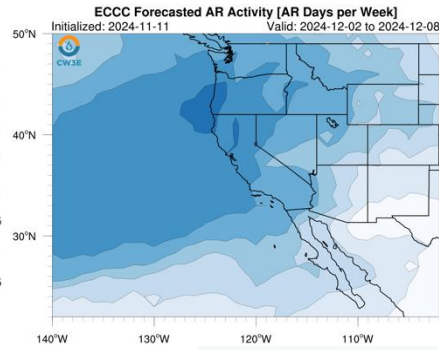 ECCC Forecasted AR Activity [AR Days per Week]
Initialized: 2024-11-11 Valid: 2024-12-02 to 2024-12-08
50°N
CW3E
40°N
30°N
140°W 130°W 120°W 110°W